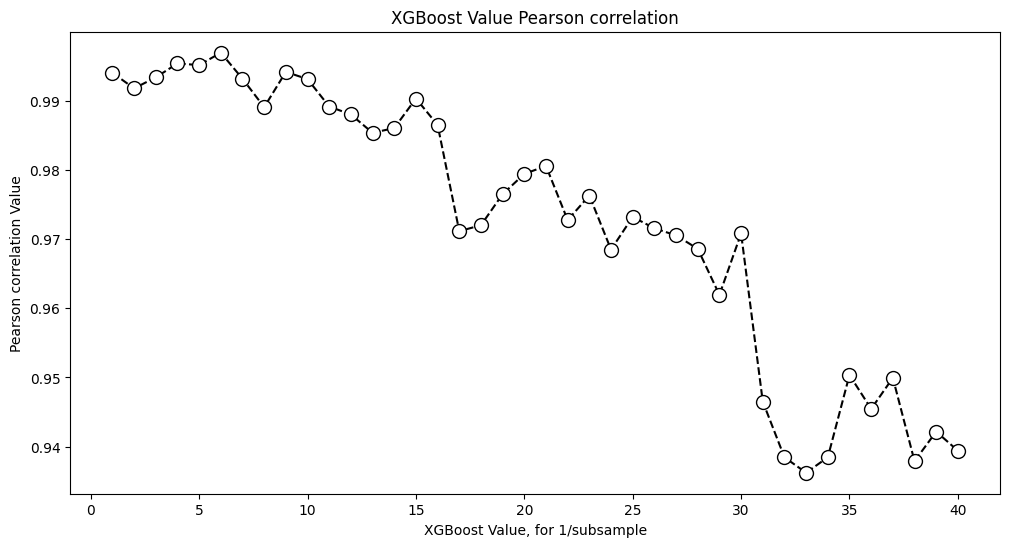 XGBoost Value Pearson correlation
Pearson correlation Value
0.99
0.98
0.97
0.96
0.95
0.94
0 5 10 15 20 25 30 35 40
XGBoost Value, for 1/subsample